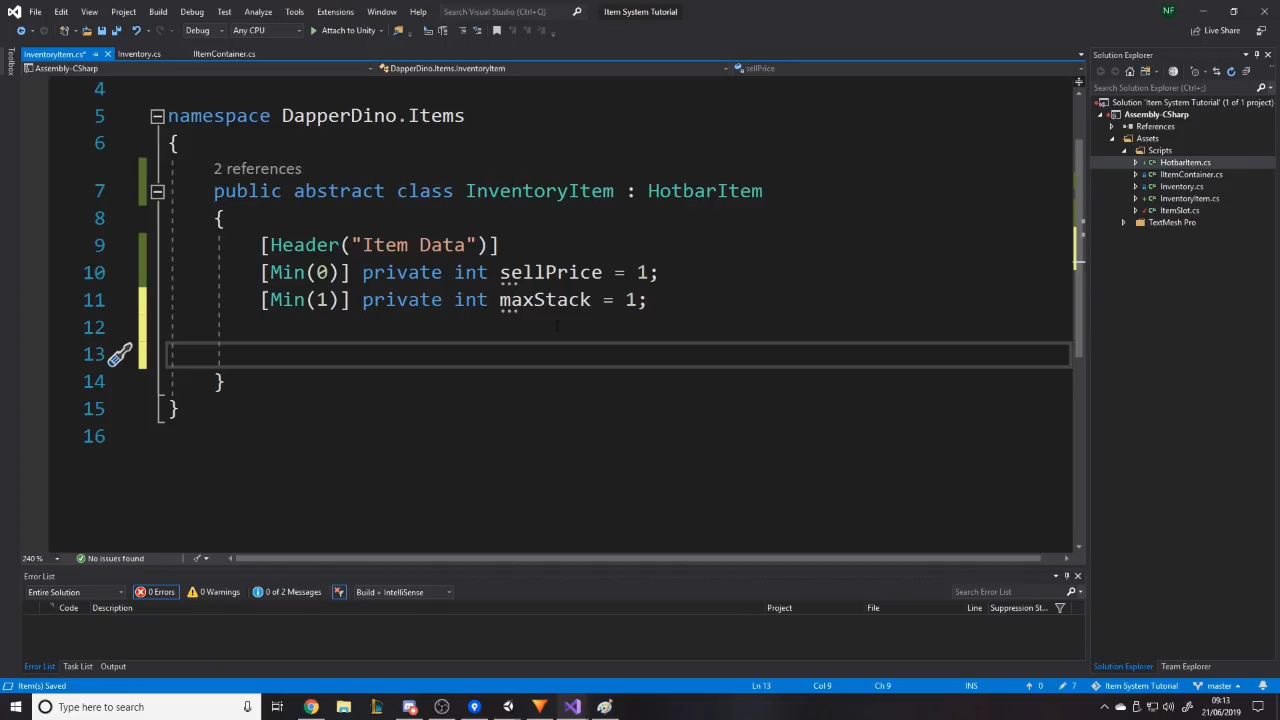 File Edit View Project Build Debug Test Analyze Tools Extensions Window Help Search Visual Studio (Ctrl+Q) Item System Tutorial NF
Debug Any CPU Attach to Unity Live Share
Toolbox
InventoryItem.cs* Inventory.cs IItemContainer.cs
Assembly-CSharp DapperDino.Items.InventoryItem sellPrice
4
5 namespace DapperDino.Items
6 {
2 references
7 public abstract class InventoryItem : HotbarItem
8 {
9 [Header("Item Data")]
10 [Min(0)] private int sellPrice = 1;
11 [Min(1)] private int maxStack = 1;
12
13
14 }
15 }
16
240 % No issues found
Solution Explorer
Search Solution Explorer (Ctrl+;)
Solution 'Item System Tutorial' (1 of 1 project)
Assembly-CSharp
References
Assets
Scripts
HotbarItem.cs
IItemContainer.cs
Inventory.cs
InventoryItem.cs
ItemSlot.cs
TextMesh Pro
Error List
Entire Solution 0 Errors 0 Warnings 0 of 2 Messages Build + IntelliSense Search Error List
Code Description Project File Line Suppression St...
Error List Task List Output
Solution Explorer Team Explorer
Item(s) Saved Ln 13 Col 9 Ch 9 INS 0 7 Item System Tutorial master
Type here to search
09:13
21/06/2019